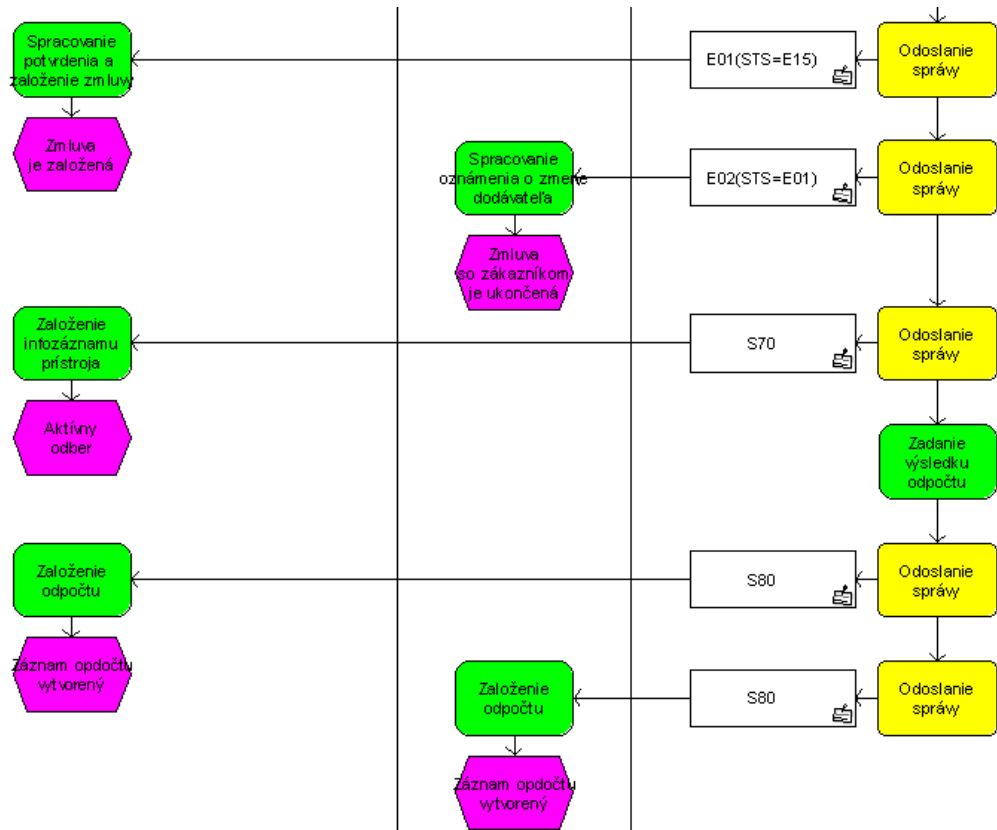 Spracovanie
potvrdenia a
založenie zmluvy
E01(STS=E15)
Odoslanie
správy
Zmluva
je založená
Spracovanie
oznámenia o zmene
dodávateľa
E02(STS=E01)
Odoslanie
správy
Zmluva
so zákazníkom
je ukončená
Založenie
infozáznamu
prístroja
S70
Odoslanie
správy
Aktívny
odber
Zadanie
výsledku
odpočtu
Založenie
odpočtu
S80
Odoslanie
správy
Záznam opdočtu
vytvorený
Založenie
odpočtu
S80
Odoslanie
správy
Záznam opdočtu
vytvorený